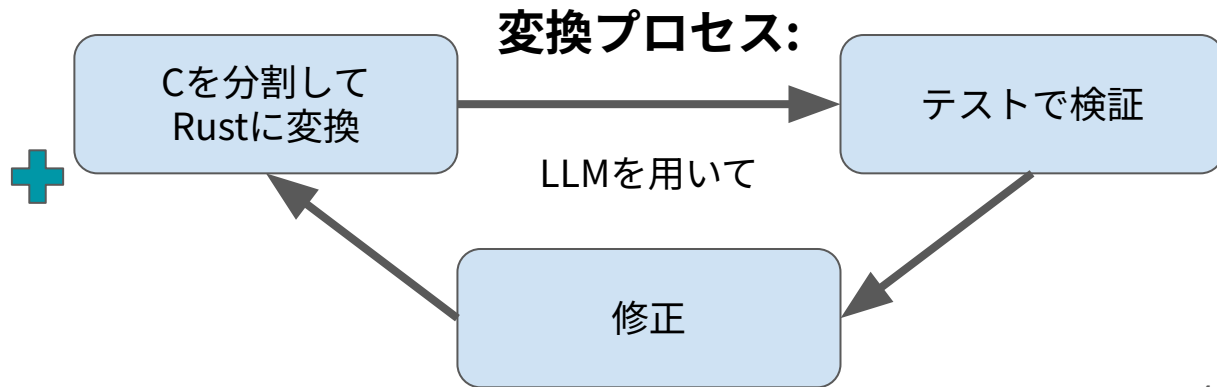 変換プロセス:
Cを分割して
Rustに変換
テストで検証
LLMを用いて
修正